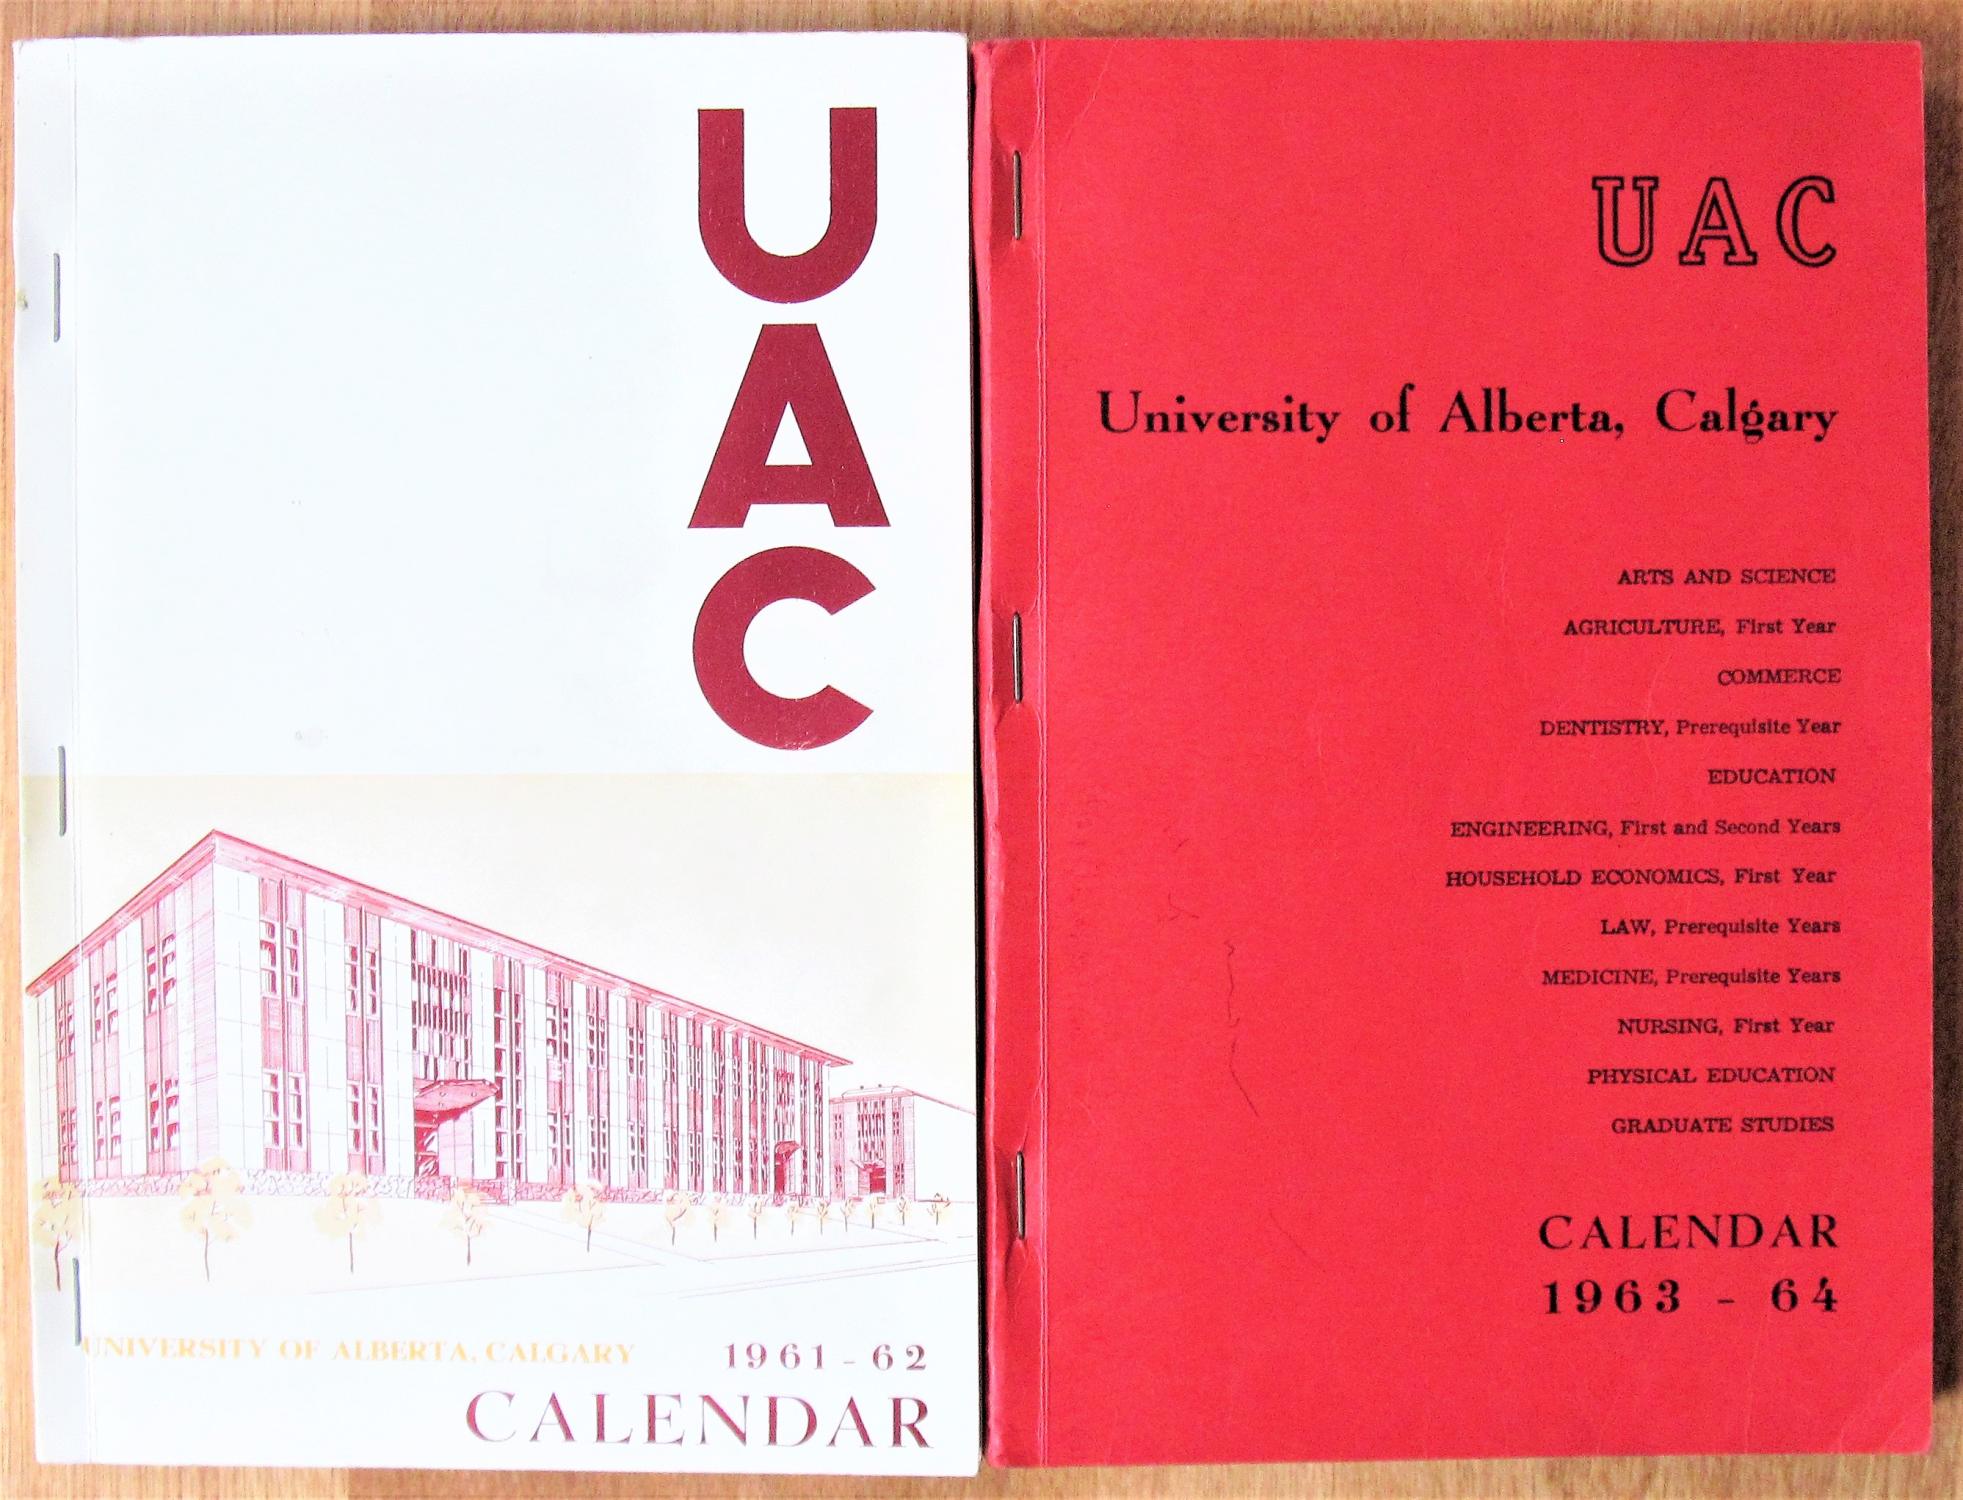 U
A
C
UNIVERSITY OF ALBERTA, CALGARY
1961-62
CALENDAR
UAC
University of Alberta, Calgary
ARTS AND SCIENCE
AGRICULTURE, First Year
COMMERCE
DENTISTRY, Prerequisite Year
EDUCATION
ENGINEERING, First and Second Years
HOUSEHOLD ECONOMICS, First Year
LAW, Prerequisite Years
MEDICINE, Prerequisite Years
NURSING, First Year
PHYSICAL EDUCATION
GRADUATE STUDIES
CALENDAR
1963 - 64